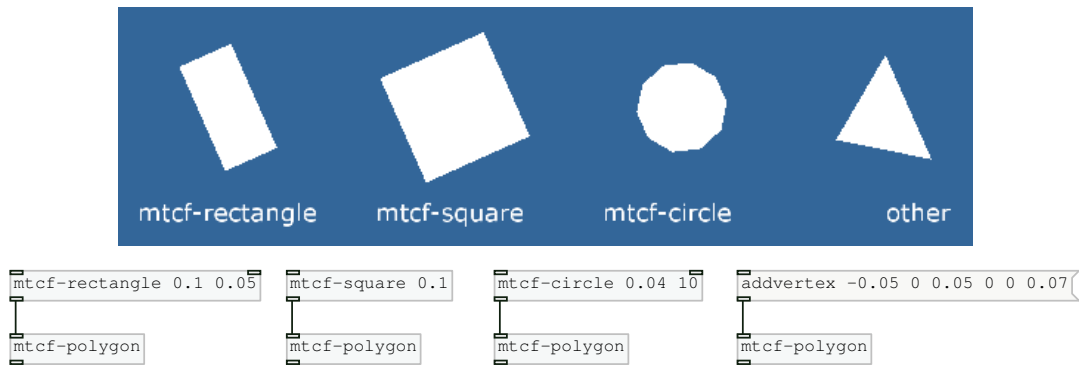 mtcf-rectangle mtcf-square mtcf-circle other
mtcf-rectangle 0.1 0.05 mtcf-square 0.1 mtcf-circle 0.04 10 addvertex -0.05 0 0.05 0 0 0.07
mtcf-polygon mtcf-polygon mtcf-polygon mtcf-polygon